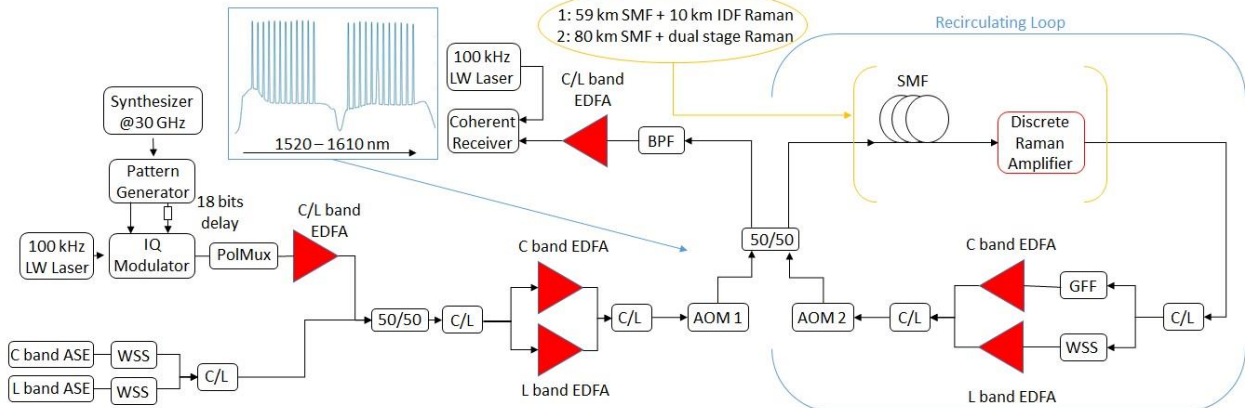 1: 59 km SMF + 10 km IDF Raman
2: 80 km SMF + dual stage Raman
Recirculating Loop
1520 – 1610 nm
100 kHz
LW Laser
C/L band
EDFA
Coherent
Receiver
BPF
SMF
Discrete
Raman
Amplifier
Synthesizer
@30 GHz
Pattern
Generator
18 bits
delay
100 kHz
LW Laser
IQ
Modulator
PolMux
C/L band
EDFA
50/50
C/L
C band EDFA
L band EDFA
C/L
AOM 1
50/50
AOM 2
C/L
C band EDFA
GFF
WSS
L band EDFA
C/L
C band ASE
WSS
L band ASE
WSS
C/L